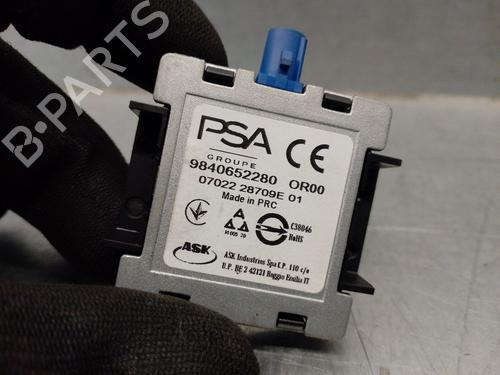 B-PARTS
PSA CE
GROUPE
9840652280 OR00
07022 28709E 01
Made in PRC
C38046
RoHS
ASK
ASK Industries Spa C.P. 110 c/o
U.P. RE 2 42121 Reggio Emilia IT